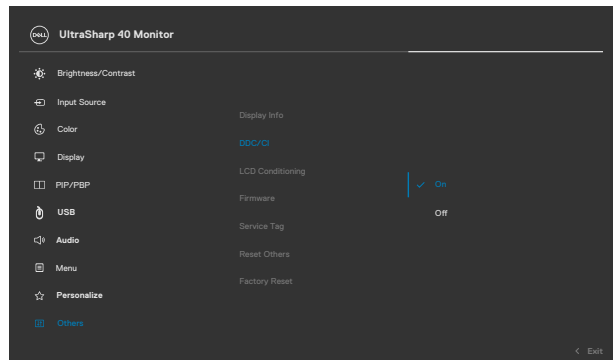 DELL
UltraSharp 40 Monitor
Brightness/Contrast
Input Source
Color
Display
PIP/PBP
USB
Audio
Menu
Personalize
Others
Display Info
DDC/CI
LCD Conditioning
Firmware
Service Tag
Reset Others
Factory Reset
On
Off
Exit